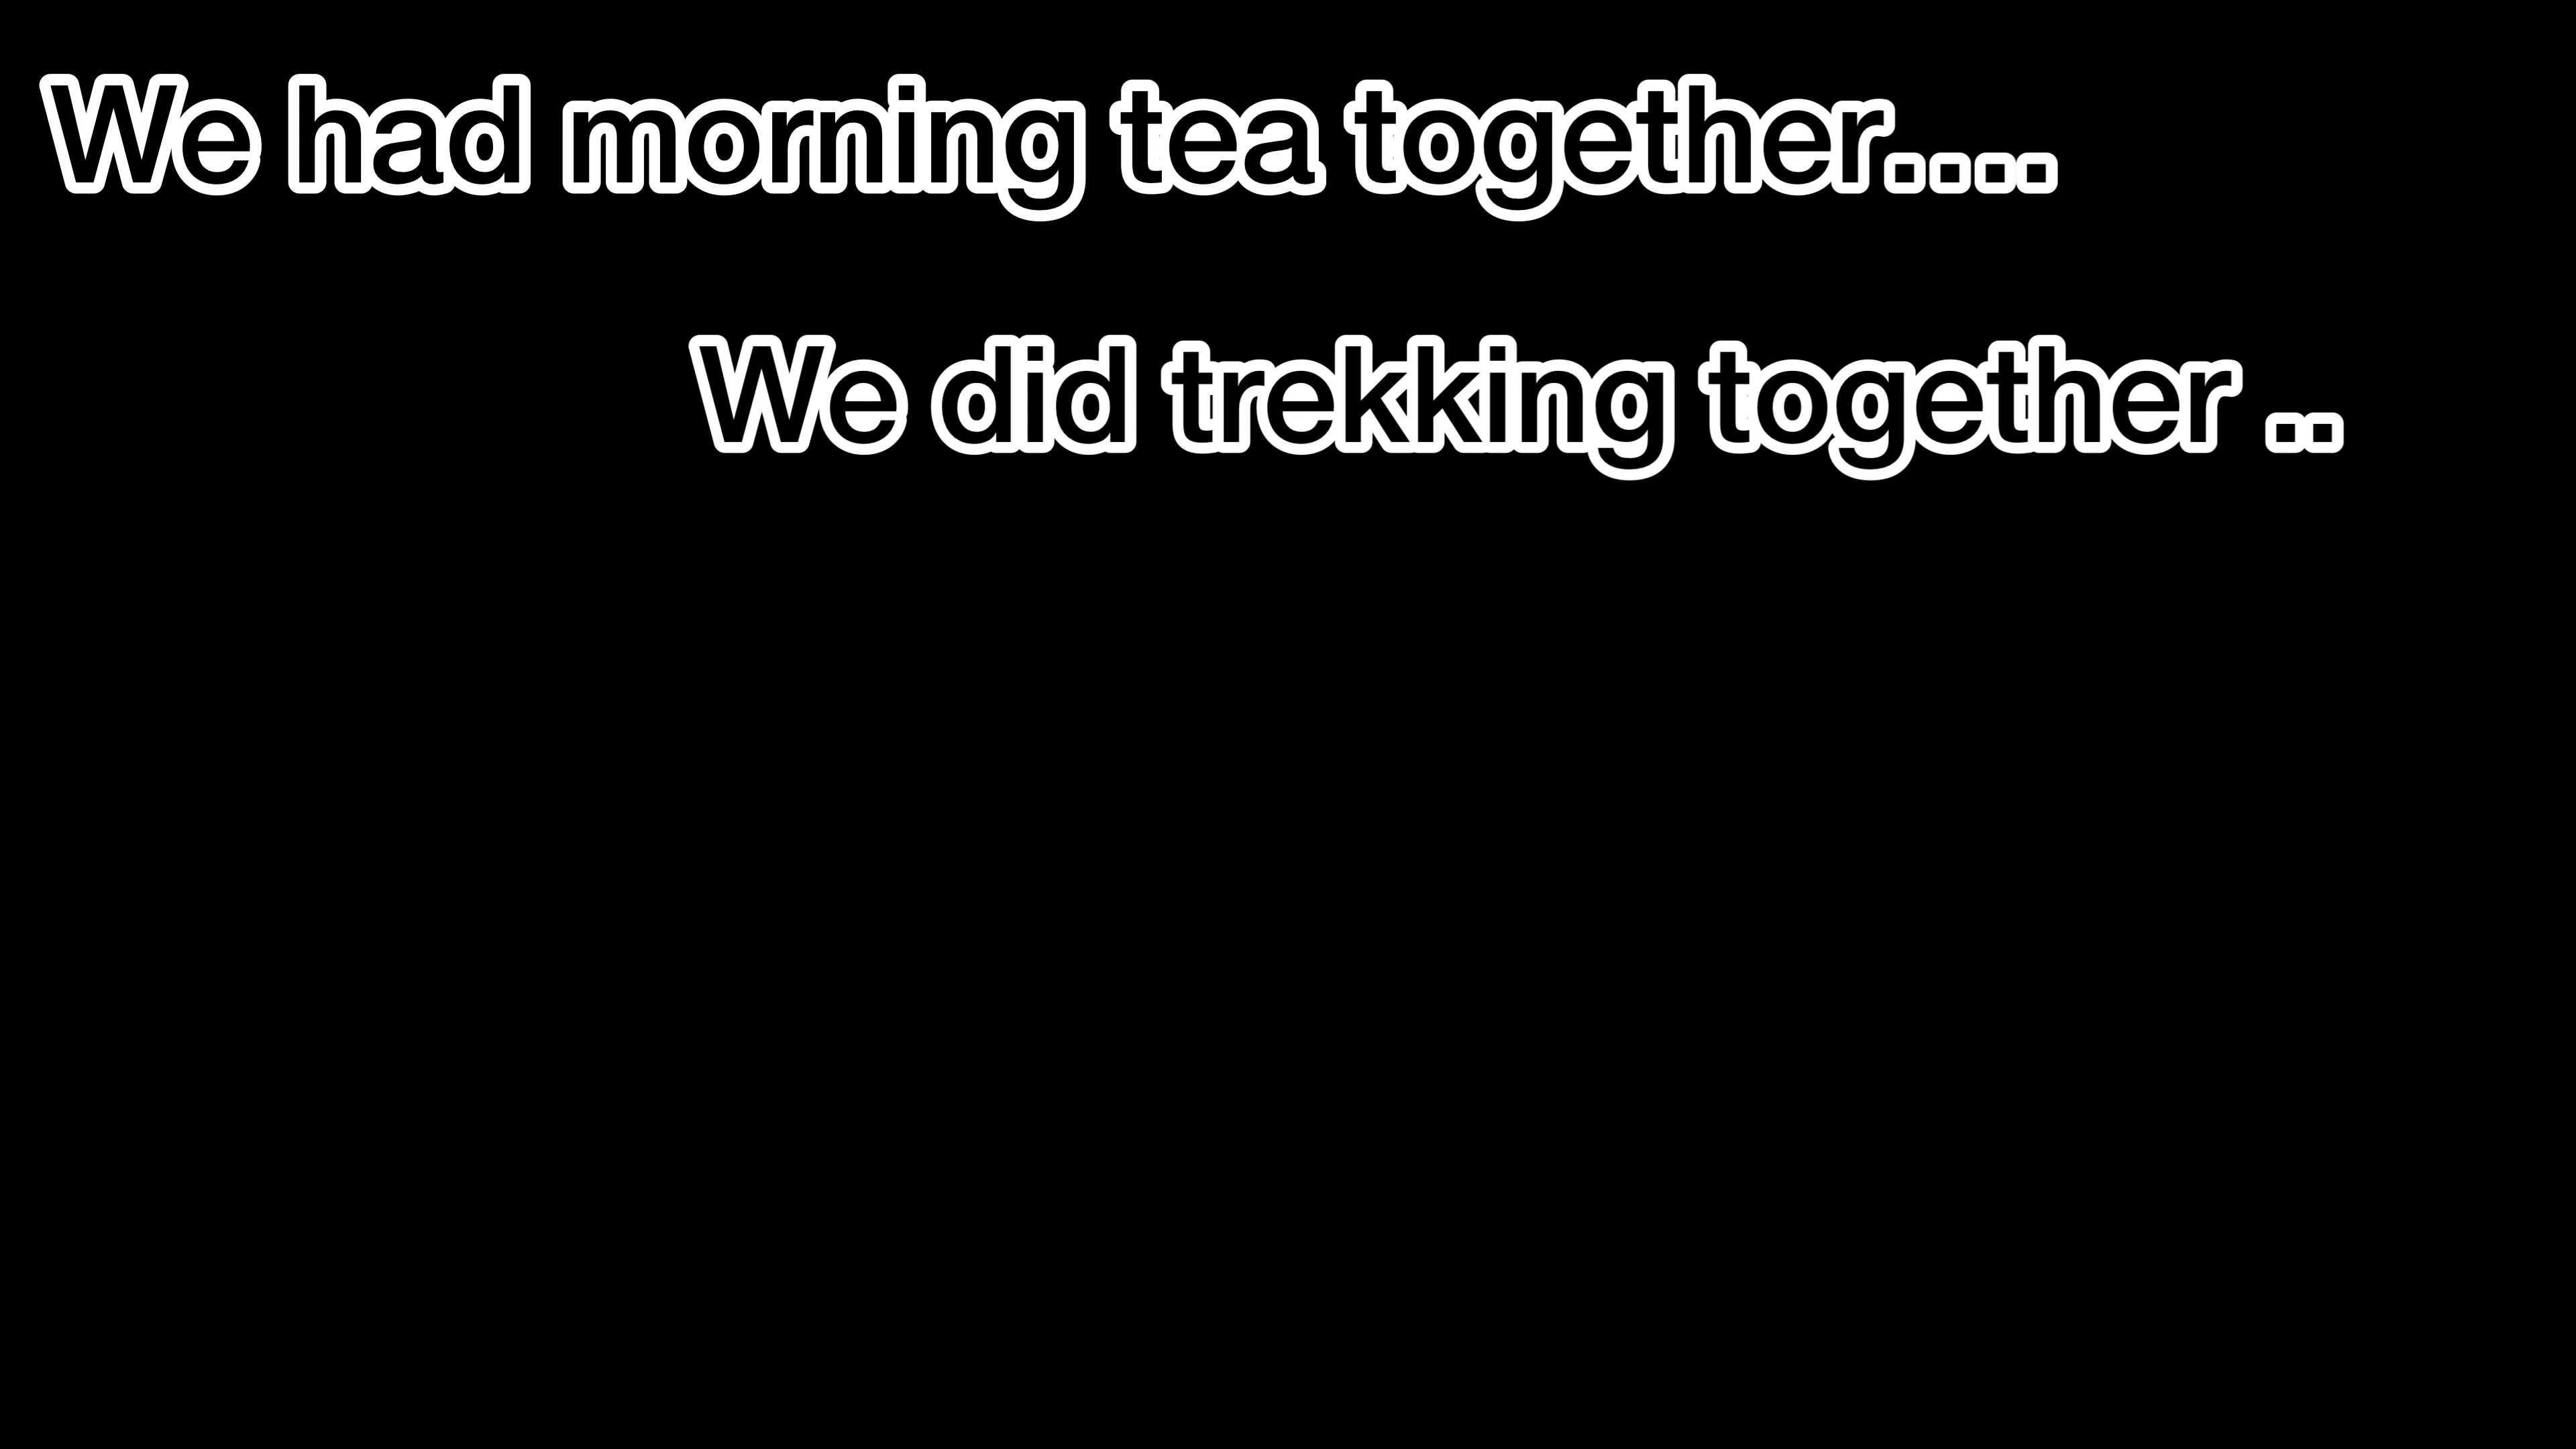 We had morning tea together....
We did trekking together ..